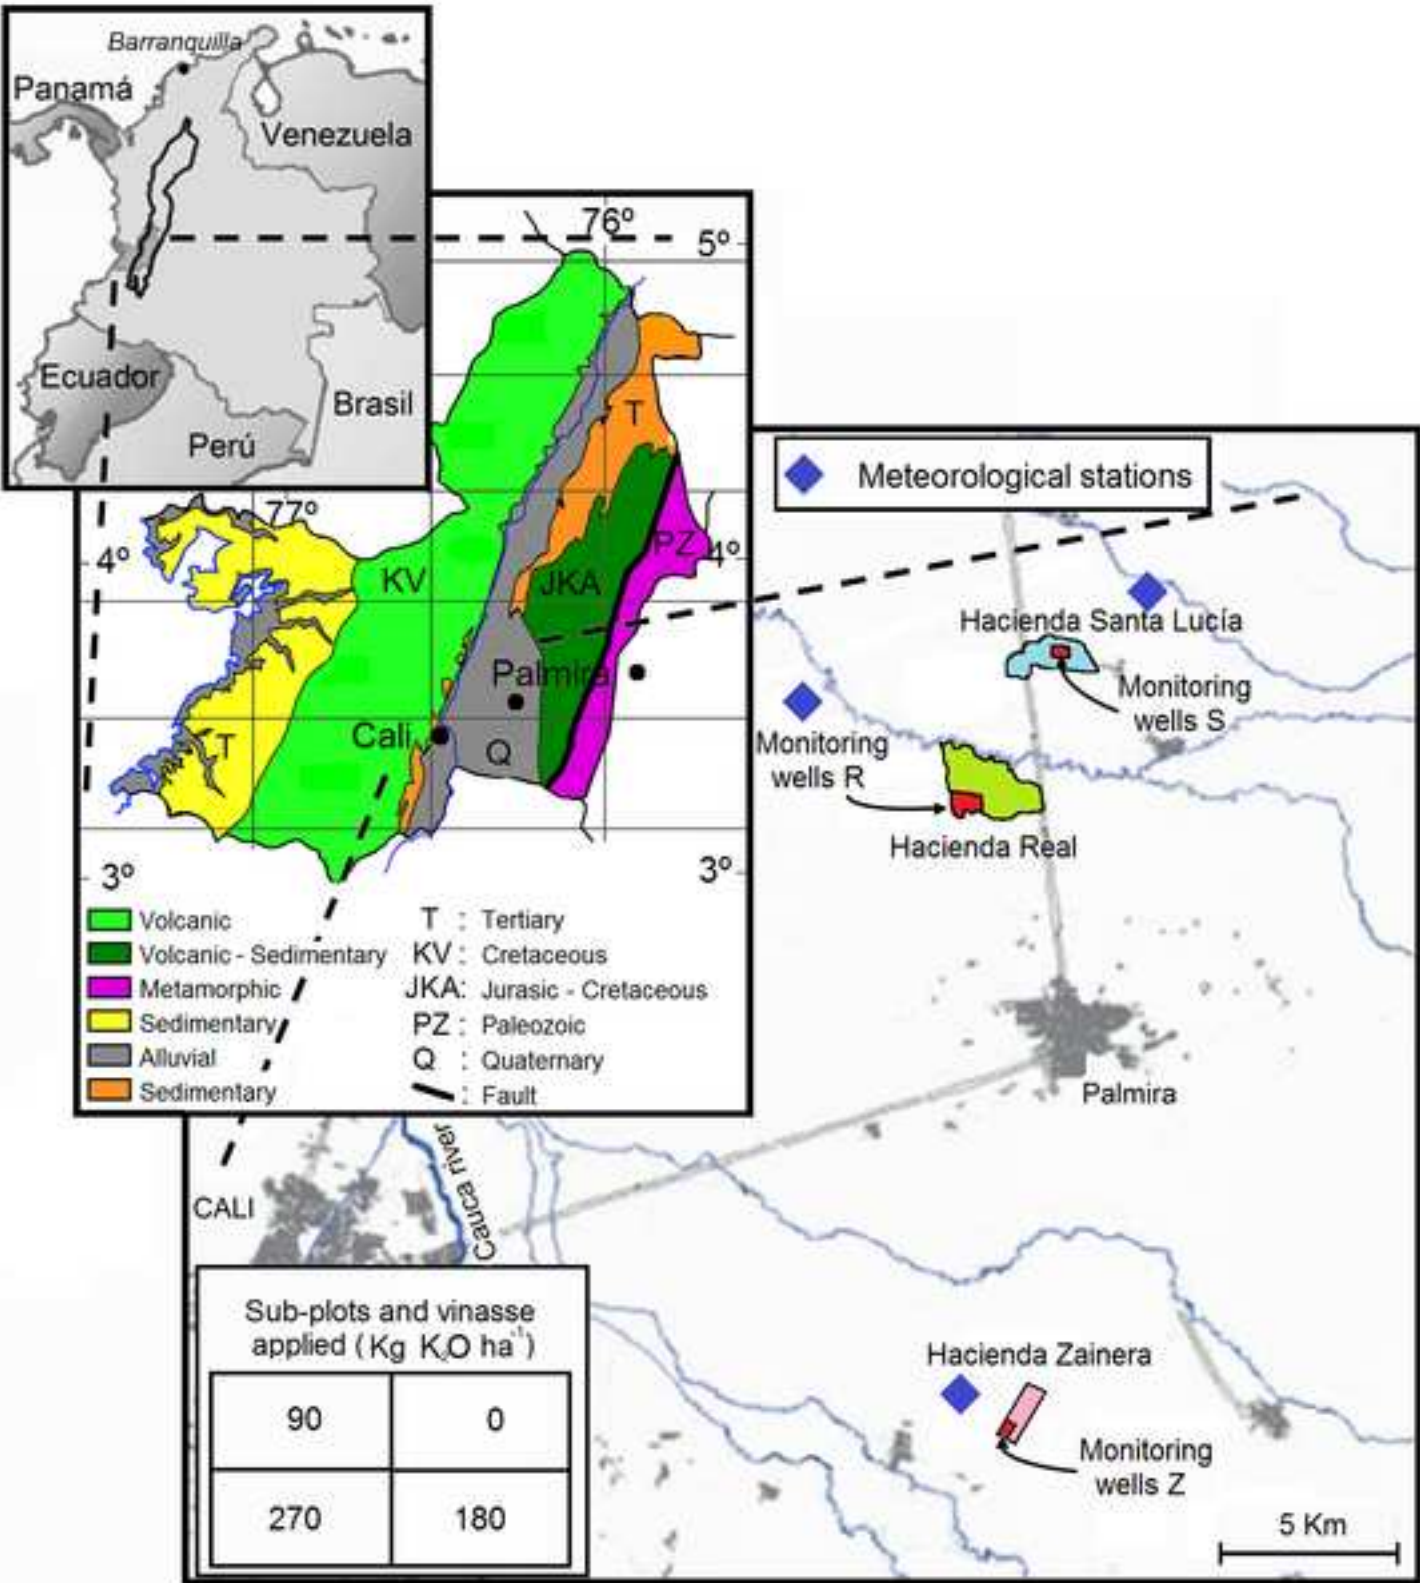 Barranquilla
Panamá
Venezuela
Ecuador
Brasil
Perú
76º
5º
77º
T
4º
PZ
4º
KV
JKA
Palmira
T
Cali
Q
3º
3º
Volcanic
Volcanic - Sedimentary
Metamorphic
Sedimentary
Alluvial
Sedimentary
T : Tertiary
KV : Cretaceous
JKA: Jurasic - Cretaceous
PZ : Paleozoic
Q : Quaternary
: Fault
Meteorological stations
Hacienda Santa Lucía
Monitoring
wells S
Monitoring
wells R
Hacienda Real
Palmira
CALI
Cauca river
Sub-plots and vinasse
applied (Kg K₂O ha⁻¹)
90 0
270 180
Hacienda Zainera
Monitoring
wells Z
5 Km